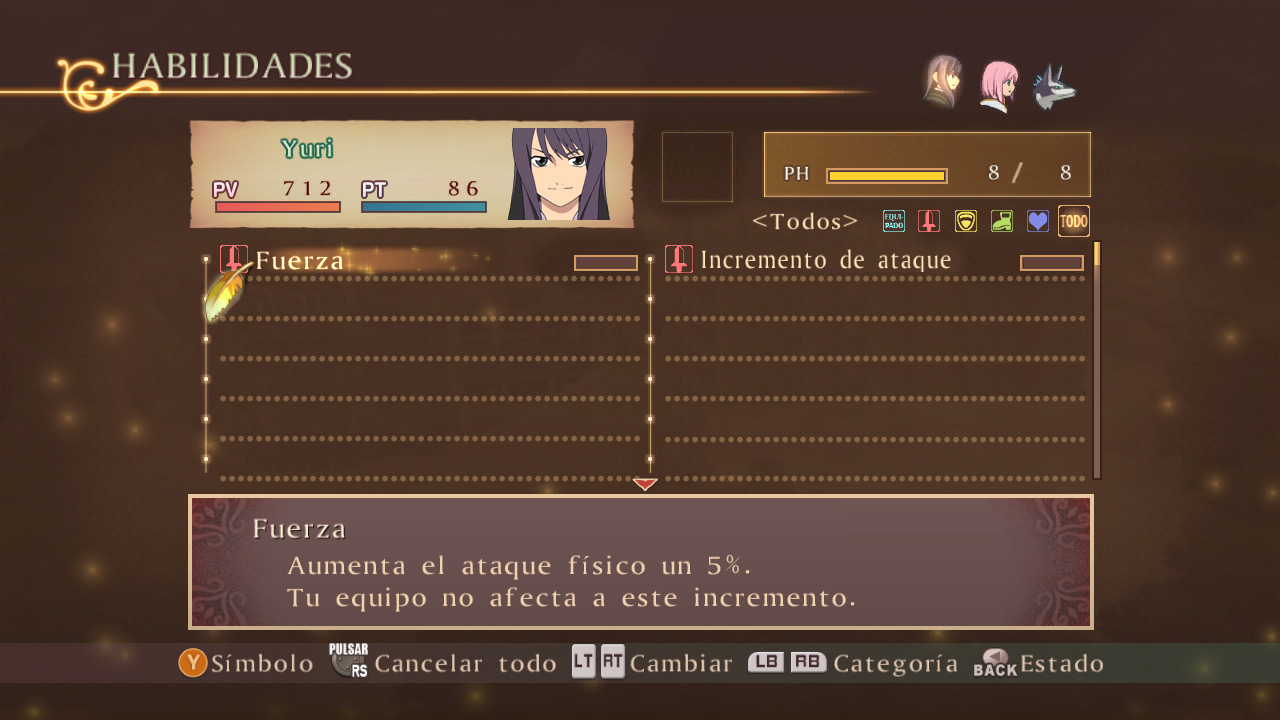 HABILIDADES
Yuri
PV 712 PT 86
PH 8 / 8
<Todos> EQUI-PADO TODO
Fuerza
Incremento de ataque
Fuerza
Aumenta el ataque físico un 5%.
Tu equipo no afecta a este incremento.
Y Símbolo PULSAR RS Cancelar todo LT RT Cambiar LB RB Categoría BACK Estado